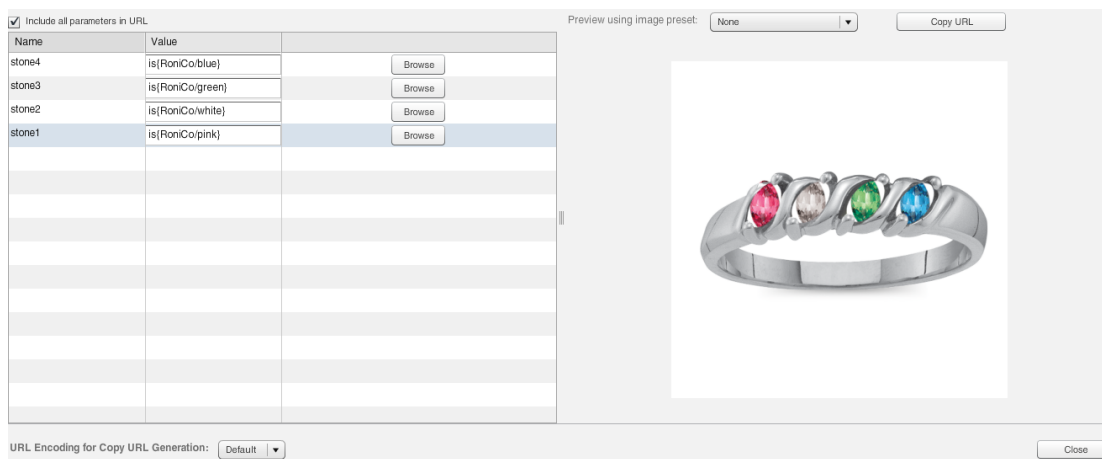 Include all parameters in URL
Preview using image preset: None Copy URL
Name Value
stone4 is{RoniCo/blue} Browse
stone3 is{RoniCo/green} Browse
stone2 is{RoniCo/white} Browse
stone1 is{RoniCo/pink} Browse
URL Encoding for Copy URL Generation: Default Close